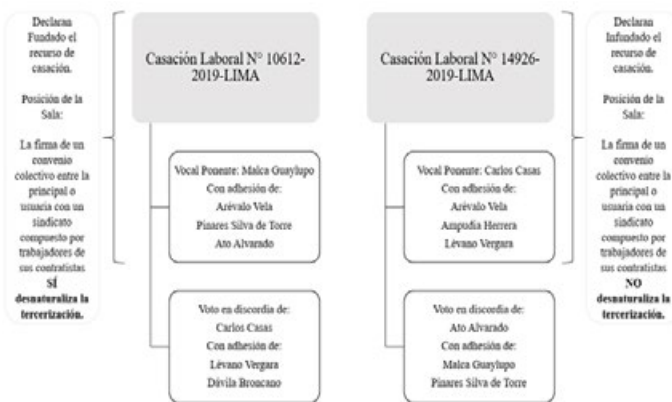 Declaran
Fundado el
recurso de
casación.
Posición de la
Sala:
La firma de un
convenio
colectivo entre la
principal o
usuaria con un
sindicato
compuesto por
trabajadores de
sus contratistas
SÍ
desnaturaliza la
tercerización.
Casación Laboral N° 10612-
2019-LIMA
Vocal Ponente: Malca Guaylupo
Con adhesión de:
Arévalo Vela
Pinares Silva de Torre
Ato Alvarado
Voto en discordia de:
Carlos Casas
Con adhesión de:
Lévano Vergara
Dávila Broncano
Casación Laboral N° 14926-
2019-LIMA
Vocal Ponente: Carlos Casas
Con adhesión de:
Arévalo Vela
Ampudia Herrera
Lévano Vergara
Voto en discordia de:
Ato Alvarado
Con adhesión de:
Malca Guaylupo
Pinares Silva de Torre
Declaran
Infundado el
recurso de
casación.
Posición de la
Sala:
La firma de un
convenio
colectivo entre la
principal o
usuaria con un
sindicato
compuesto por
trabajadores de
sus contratistas
NO
desnaturaliza la
tercerización.